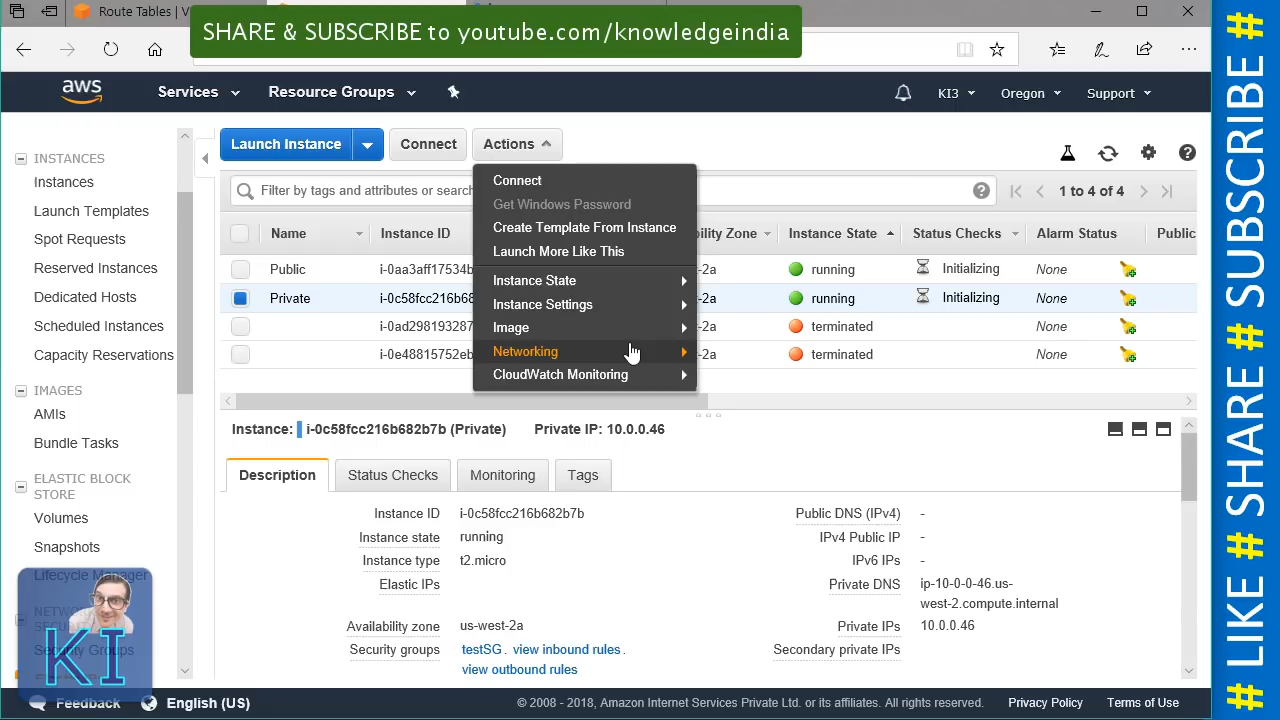 Route Tables
SHARE & SUBSCRIBE to youtube.com/knowledgeindia
aws
Services
Resource Groups
KI3
Oregon
Support
Launch Instance
Connect
Actions
INSTANCES
Instances
Launch Templates
Spot Requests
Reserved Instances
Dedicated Hosts
Scheduled Instances
Capacity Reservations
IMAGES
AMIs
Bundle Tasks
ELASTIC BLOCK
STORE
Volumes
Snapshots
Lifecycle Manager
Security Groups
KI
Filter by tags and attributes or
1 to 4 of 4
Connect
Get Windows Password
Create Template From Instance
Launch More Like This
Instance State
Instance Settings
Image
Networking
CloudWatch Monitoring
Name Instance ID Zone Instance State Status Checks Alarm Status Public
Public i-0aa3aff17534b -2a running Initializing None
Private i-0c58fcc216b68 -2a running Initializing None
i-0ad298193287 -2a terminated None
i-0e48815752eb -2a terminated None
Instance: i-0c58fcc216b682b7b (Private) Private IP: 10.0.0.46
Description Status Checks Monitoring Tags
Instance ID i-0c58fcc216b682b7b
Instance state running
Instance type t2.micro
Elastic IPs
Availability zone us-west-2a
Security groups testSG . view inbound rules .
view outbound rules
Public DNS (IPv4) -
IPv4 Public IP -
IPv6 IPs -
Private DNS ip-10-0-0-46.us-
west-2.compute.internal
Private IPs 10.0.0.46
Secondary private IPs
Feedback English (US)
© 2008 - 2018, Amazon Internet Services Private Ltd. or its affiliates. All rights reserved. Privacy Policy Terms of Use
# LIKE # SHARE # SUBSCRIBE #